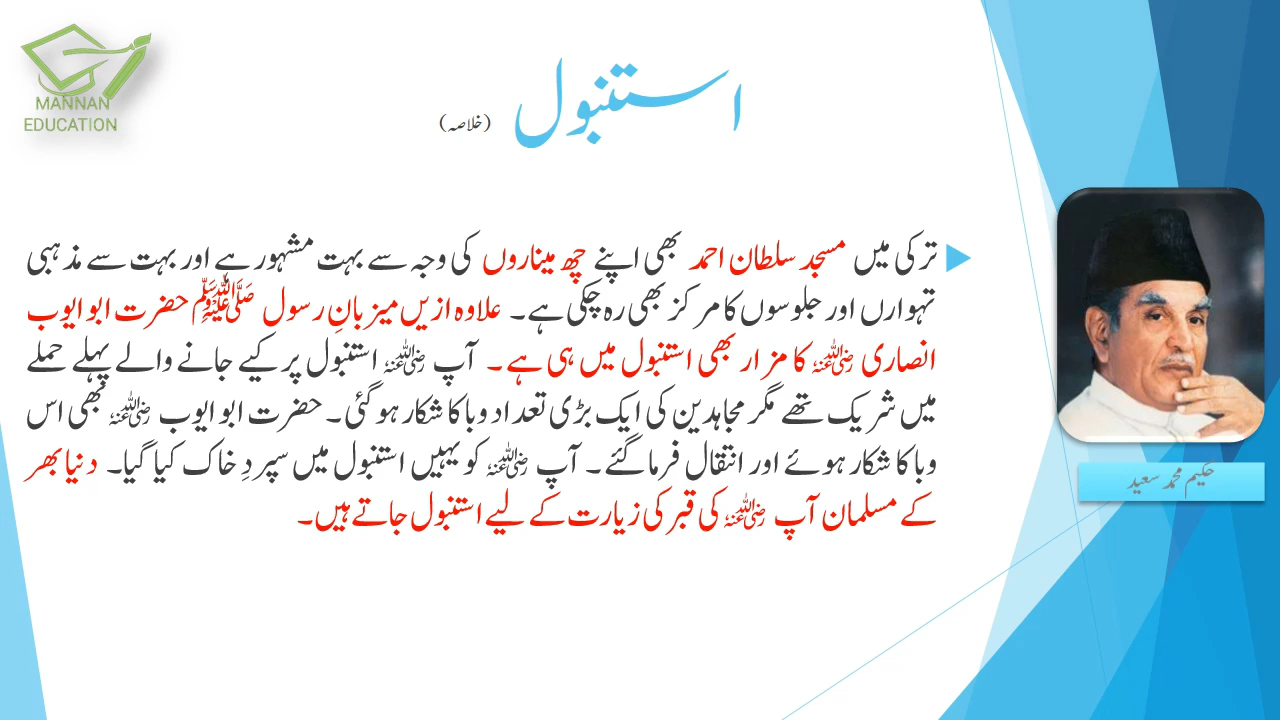 MANNAN
EDUCATION
استنبول (خلاصہ)
ترکی میں مسجد سلطان احمد بھی اپنے چھ میناروں کی وجہ سے بہت مشہور ہے اور بہت سے مذہبی
تہوارں اور جلوسوں کا مرکز بھی رہ چکی ہے۔ علاوہ ازیں میزبانِ رسول ﷺ حضرت ابو ایوب
انصاری رضی اللہ عنہ کا مزار بھی استنبول میں ہی ہے۔ آپ رضی اللہ عنہ استنبول پر کیے جانے والے پہلے حملے
میں شریک تھے مگر مجاہدین کی ایک بڑی تعداد وبا کا شکار ہو گئی۔ حضرت ابو ایوب رضی اللہ عنہ بھی اس
وبا کا شکار ہوئے اور انتقال فرما گئے۔ آپ رضی اللہ عنہ کو یہیں استنبول میں سپردِ خاک کیا گیا۔ دنیا بھر
کے مسلمان آپ رضی اللہ عنہ کی قبر کی زیارت کے لیے استنبول جاتے ہیں۔
حکیم محمد سعید